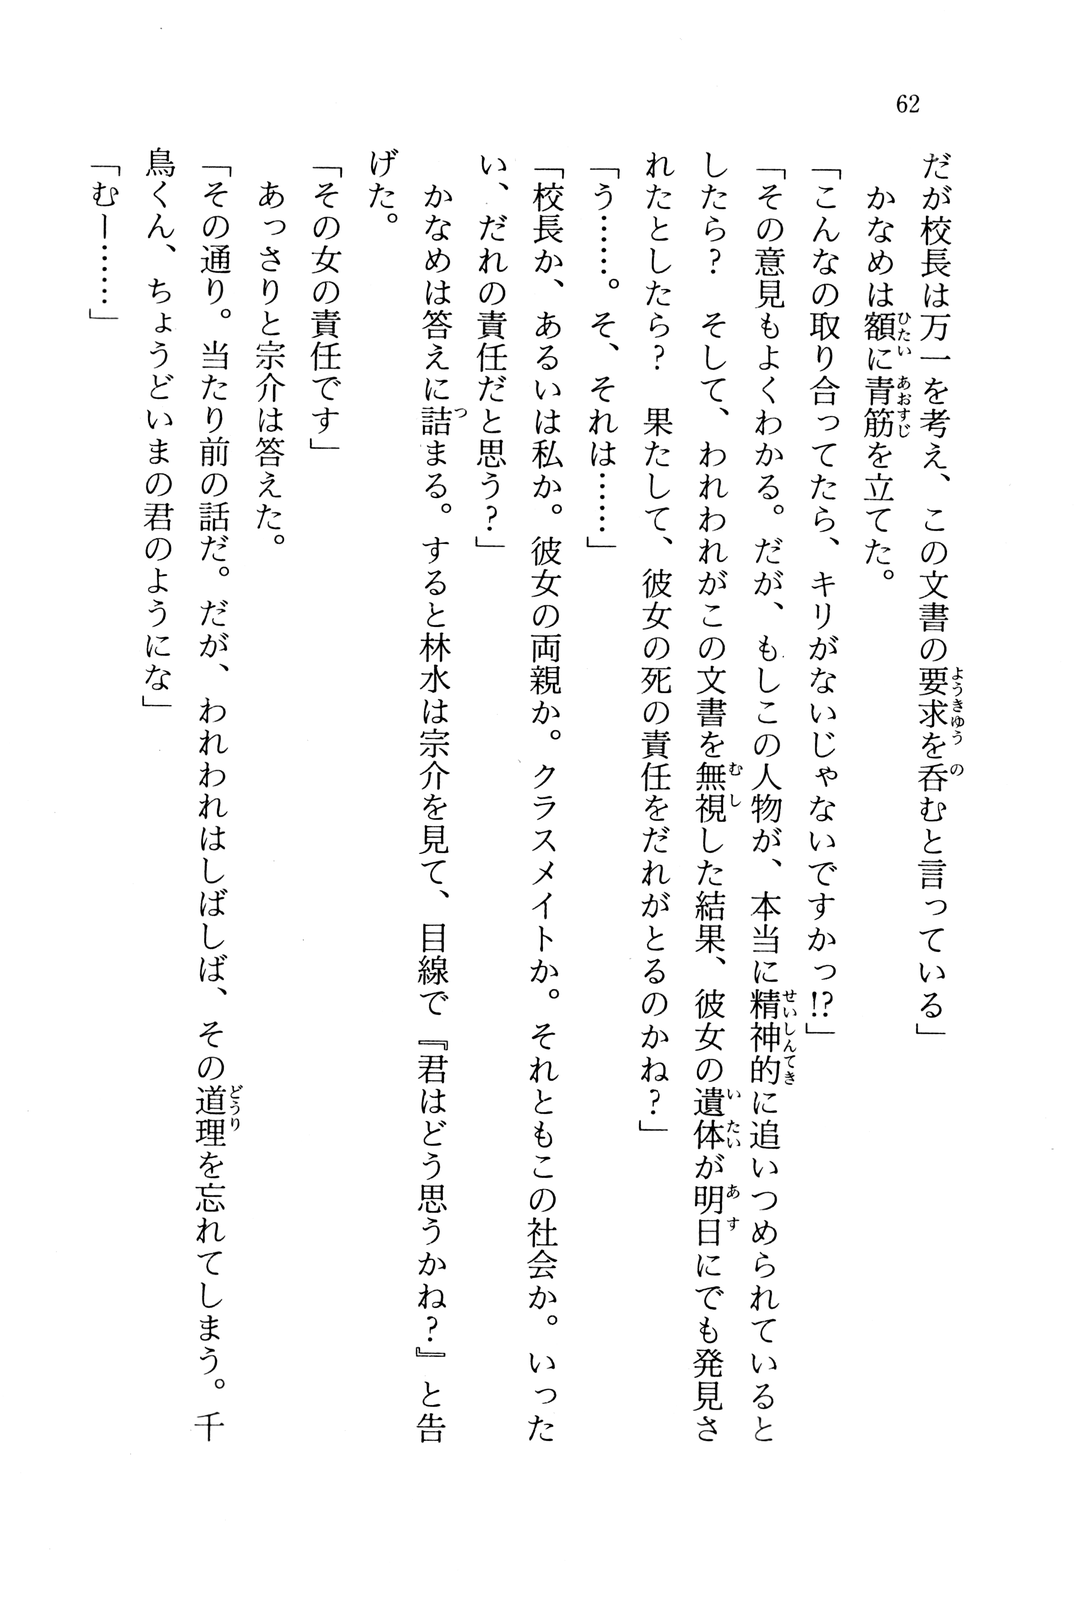 62
だが校長は万一を考え、この文書の要求を呑むと言っている」
　かなめは額に青筋を立てた。
「こんなの取り合ってたら、キリがないじゃないですかっ!?」
「その意見もよくわかる。だが、もしこの人物が、本当に精神的に追いつめられていると
したら？　そして、われわれがこの文書を無視した結果、彼女の遺体が明日にでも発見さ
れたとしたら？　果たして、彼女の死の責任をだれがとるのかね？」
「う……。そ、それは……」
「校長か、あるいは私か。彼女の両親か。クラスメイトか。それともこの社会か。いった
い、だれの責任だと思う？」
　かなめは答えに詰まる。すると林水は宗介を見て、目線で『君はどう思うかね？』と告
げた。
「その女の責任です」
　あっさりと宗介は答えた。
「その通り。当たり前の話だ。だが、われわれはしばしば、その道理を忘れてしまう。千
鳥くん、ちょうどいまの君のようにな」
「むー……」